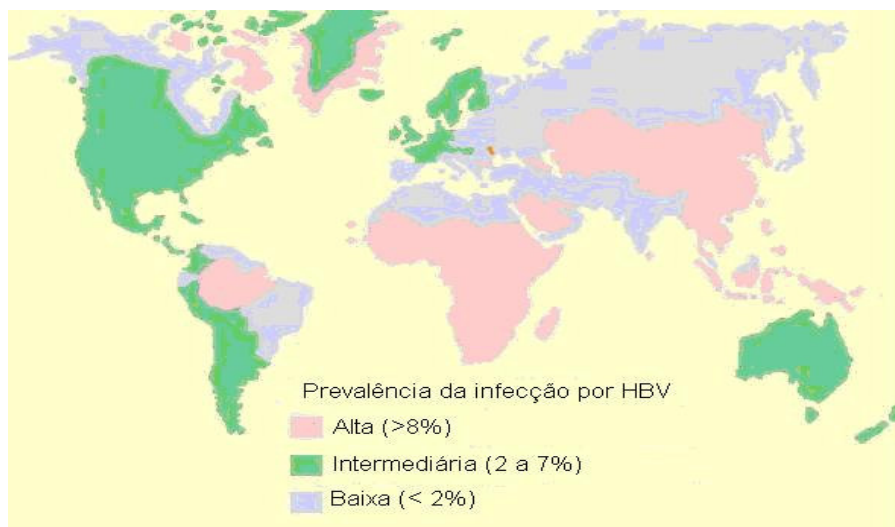 Prevalência da infecção por HBV
Alta (>8%)
Intermediária (2 a 7%)
Baixa (< 2%)